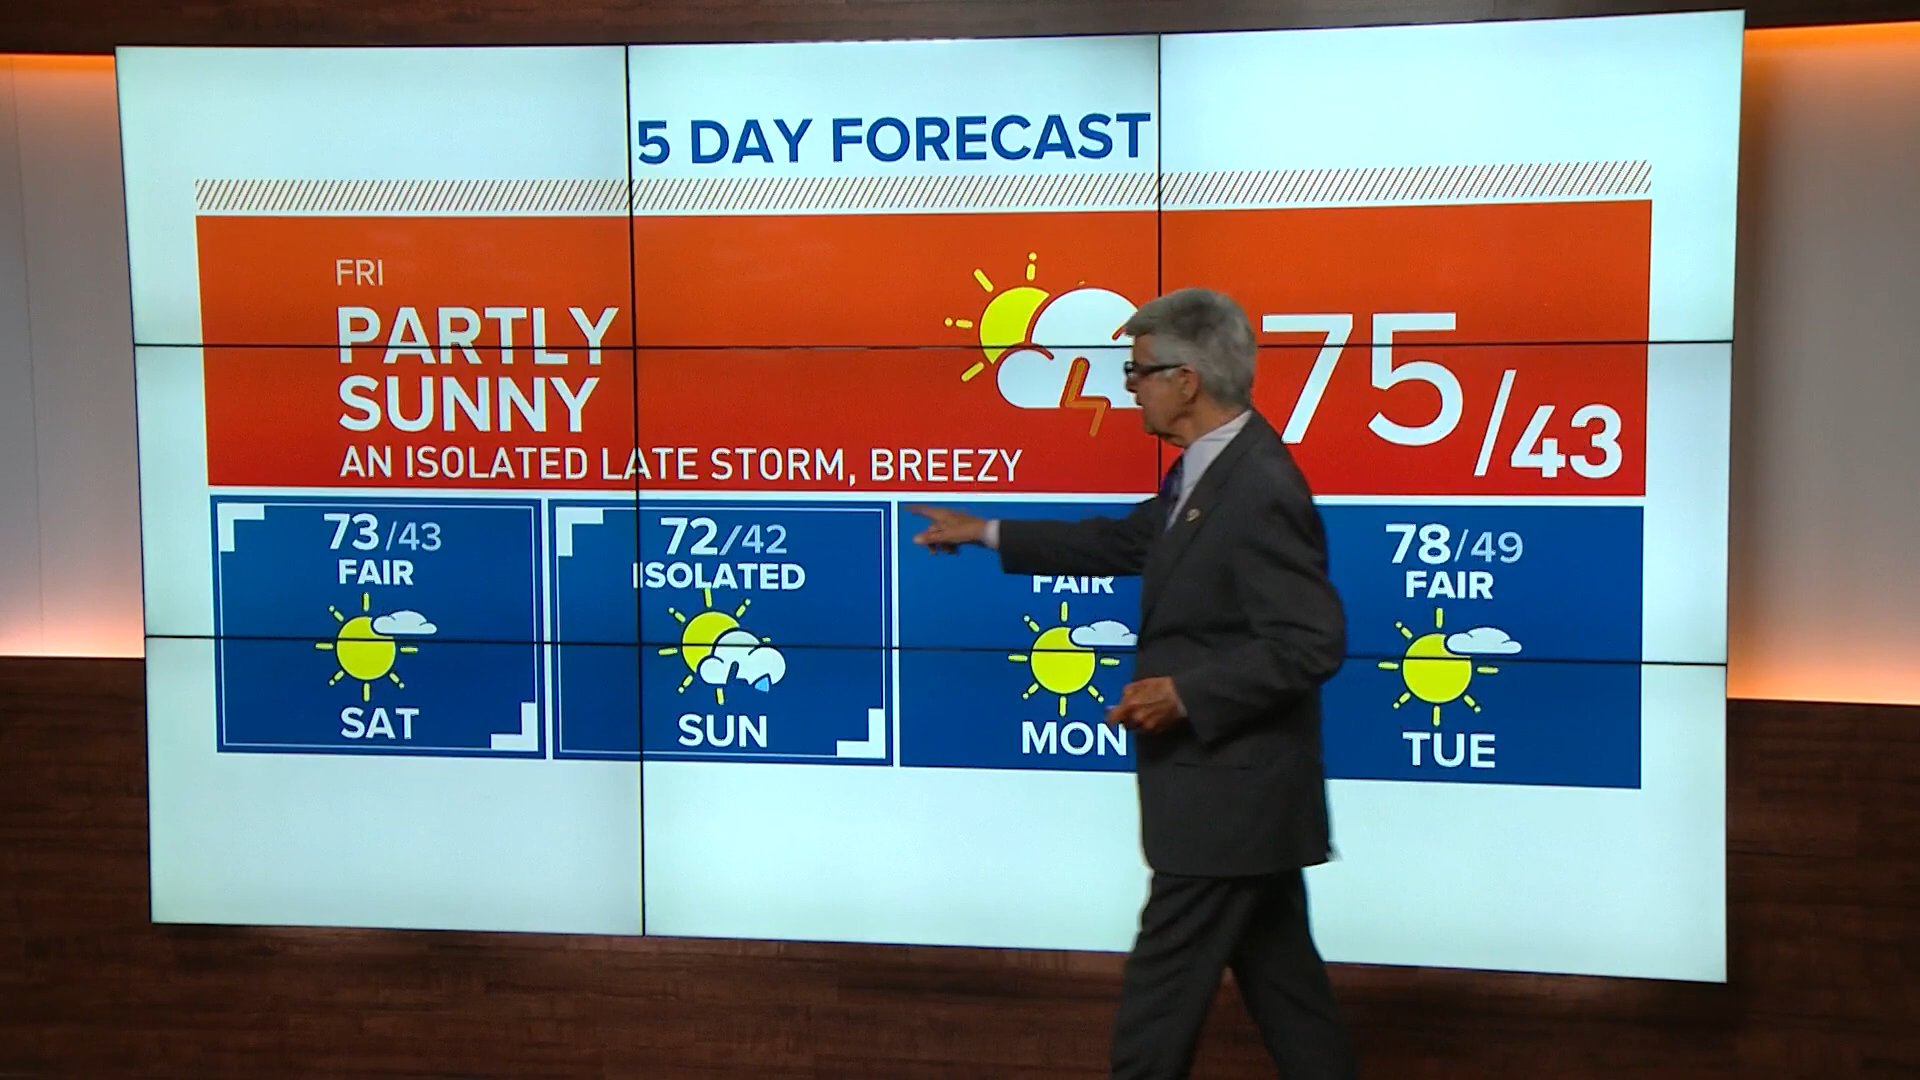 5 DAY FORECAST
FRI
PARTLY
SUNNY
AN ISOLATED LATE STORM, BREEZY
75/43
73/43
FAIR
SAT
72/42
ISOLATED
SUN
FAIR
MON
78/49
FAIR
TUE